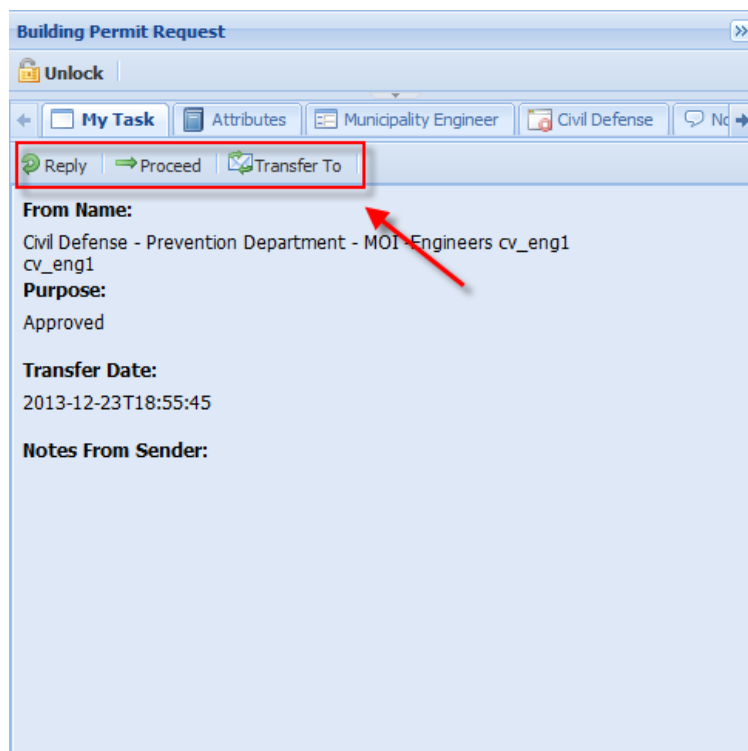 Building Permit Request
Unlock
My Task Attributes Municipality Engineer Civil Defense
Reply Proceed Transfer To
From Name:
Civil Defense - Prevention Department - MOI -Engineers cv_eng1
cv_eng1
Purpose:
Approved
Transfer Date:
2013-12-23T18:55:45
Notes From Sender: